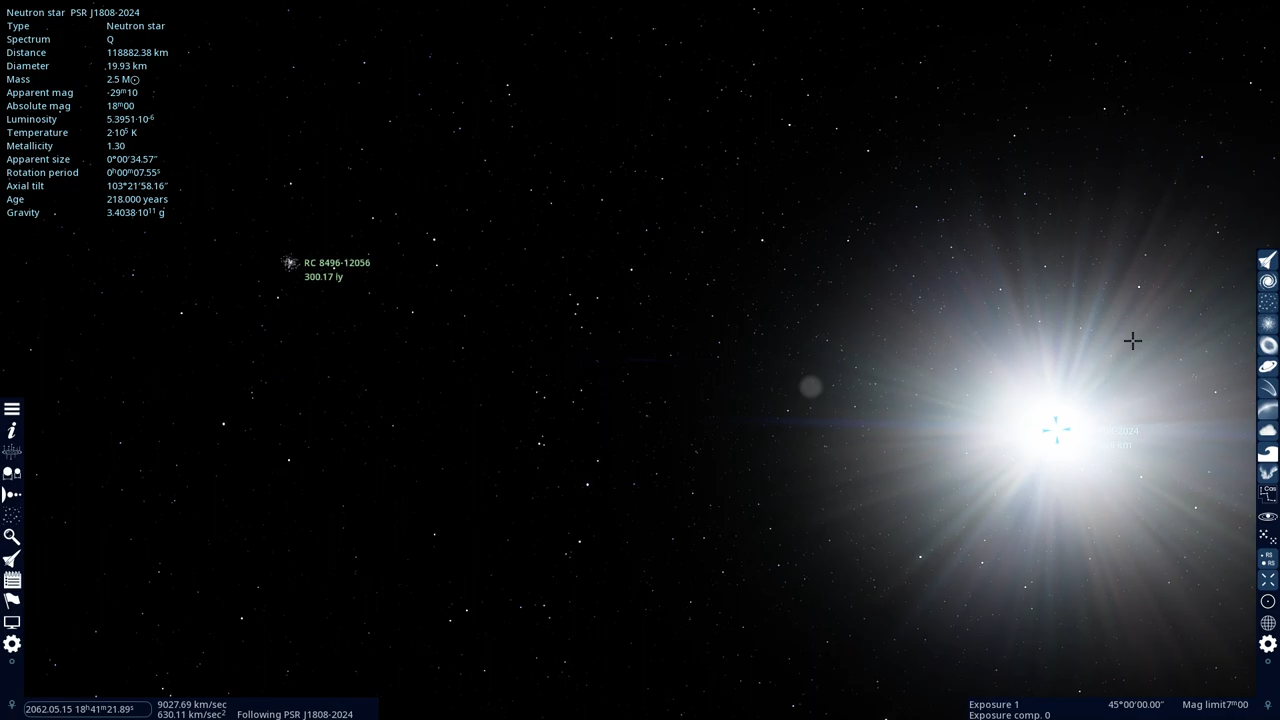 Neutron star PSR J1808-2024
Type Neutron star
Spectrum Q
Distance 118882.38 km
Diameter 19.93 km
Mass 2.5 M☉
Apparent mag -29ᵐ10
Absolute mag 18ᵐ00
Luminosity 5.3951·10⁻⁶
Temperature 2·10⁵ K
Metallicity 1.30
Apparent size 0°00′34.57″
Rotation period 0ʰ00ᵐ07.55ˢ
Axial tilt 103°21′58.16″
Age 218.000 years
Gravity 3.4038·10¹¹ g
RC 8496-12056
300.17 ly
km
Cas
RS
RS
2062.05.15 18ʰ41ᵐ21.89ˢ
9027.69 km/sec
630.11 km/sec²
Following PSR J1808-2024
Exposure 1
Exposure comp. 0
45°00′00.00″
Mag limit 7ᵐ00